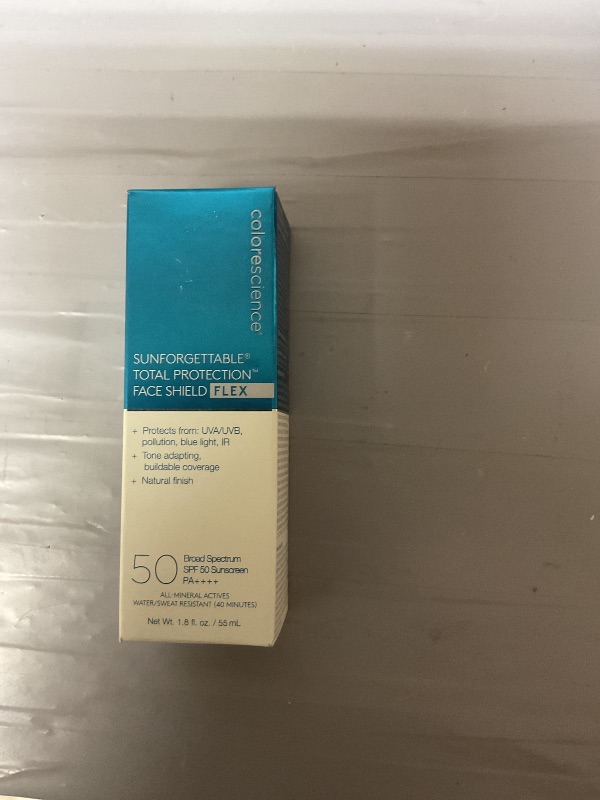 colorescience®
SUNFORGETTABLE®
TOTAL PROTECTION™
FACE SHIELD FLEX
+ Protects from: UVA/UVB,
pollution, blue light, IR
+ Tone adapting,
buildable coverage
+ Natural finish
50
Broad Spectrum
SPF 50 Sunscreen
PA++++
ALL-MINERAL ACTIVES
WATER/SWEAT RESISTANT (40 MINUTES)
Net Wt. 1.8 fl. oz. / 55 mL